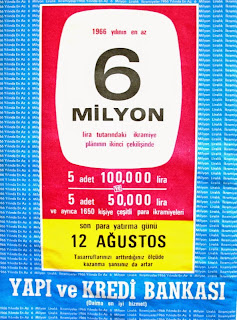 1966 yılının en az
6
MİLYON
lira tutarındaki ikramiye
plânının ikinci çekilişinde
5 adet 100,000 lira
ve
5 adet 50,000 lira
ve ayrıca 1650 kişiye çeşitli para ikramiyeleri
son para yatırma günü
12 AĞUSTOS
Tasarruflarınızı arttırdığınız ölçüde
kazanma şansınız da artar
YAPI ve KREDİ BANKASI
(Daima en iyi hizmet)